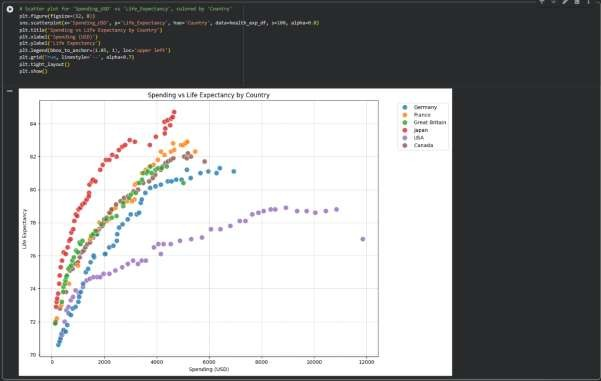 # Scatter plot for 'Spending_USD' vs 'Life_Expectancy', colored by 'Country'
plt.figure(figsize=(12, 8))
sns.scatterplot(x='Spending_USD', y='Life_Expectancy', hue='Country', data=health_exp_df, s=100, alpha=0.8)
plt.title('Spending vs Life Expectancy by Country')
plt.xlabel('Spending (USD)')
plt.ylabel('Life Expectancy')
plt.legend(bbox_to_anchor=(1.05, 1), loc='upper left')
plt.grid(True, linestyle='--', alpha=0.7)
plt.tight_layout()
plt.show()
Spending vs Life Expectancy by Country
Germany
France
Great Britain
Japan
USA
Canada
84
82
80
78
76
74
72
70
Life Expectancy
0 2000 4000 6000 8000 10000 12000
Spending (USD)